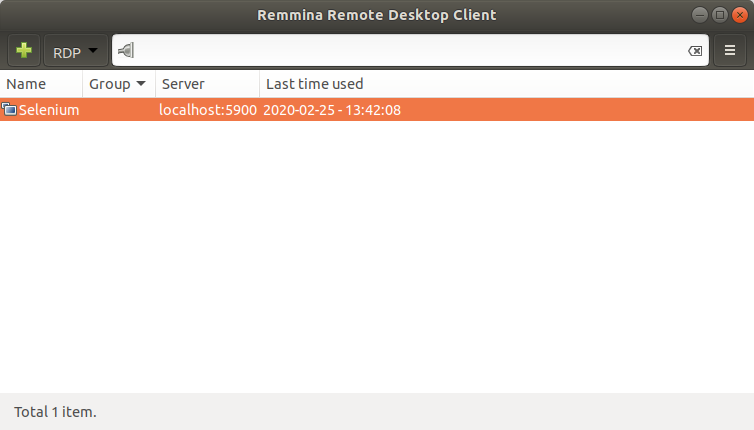 Remmina Remote Desktop Client
RDP
Name Group Server Last time used
Selenium localhost:5900 2020-02-25 - 13:42:08
Total 1 item.